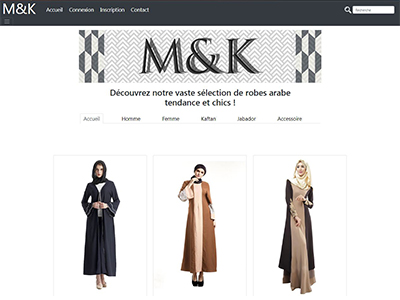 M&K Accueil Connexion Inscription Contact Recherche
M&K
Découvrez notre vaste sélection de robes arabe
tendance et chics !
Accueil Homme Femme Kaftan Jabador Accessoire